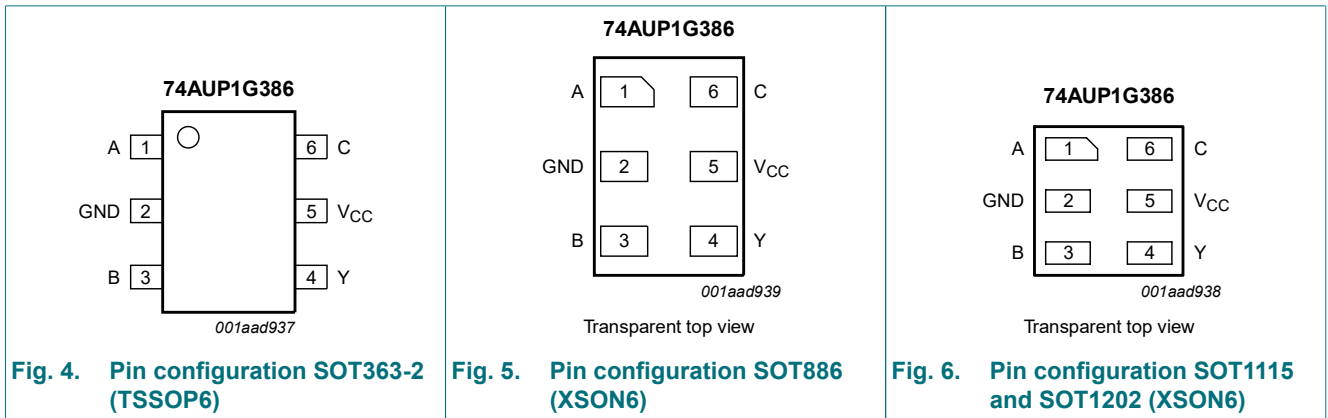 74AUP1G386
A 1 6 C
GND 2 5 VCC
B 3 4 Y
001aad937
Fig. 4. Pin configuration SOT363-2
(TSSOP6)
74AUP1G386
A 1 6 C
GND 2 5 VCC
B 3 4 Y
001aad939
Transparent top view
Fig. 5. Pin configuration SOT886
(XSON6)
74AUP1G386
A 1 6 C
GND 2 5 VCC
B 3 4 Y
001aad938
Transparent top view
Fig. 6. Pin configuration SOT1115
and SOT1202 (XSON6)